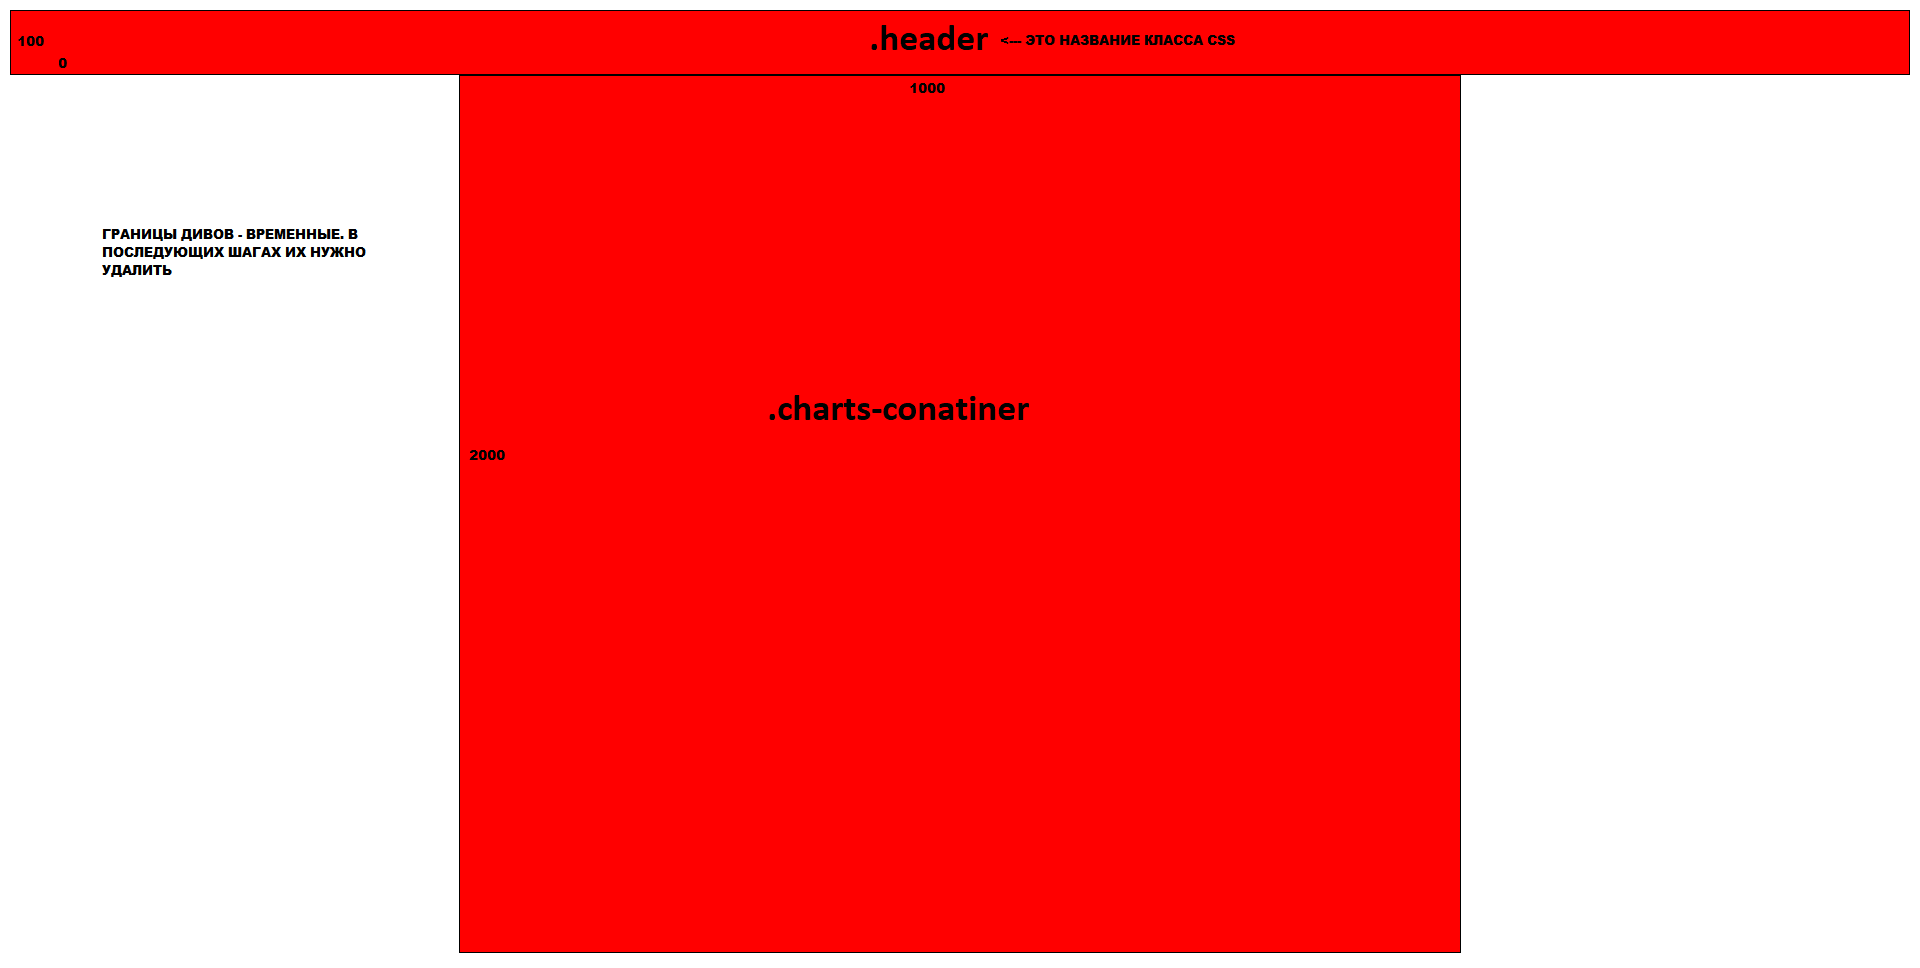 .header <--- ЭТО НАЗВАНИЕ КЛАССА CSS
100
0
1000
ГРАНИЦЫ ДИВОВ - ВРЕМЕННЫЕ. В
ПОСЛЕДУЮЩИХ ШАГАХ ИХ НУЖНО
УДАЛИТЬ
.charts-conatiner
2000